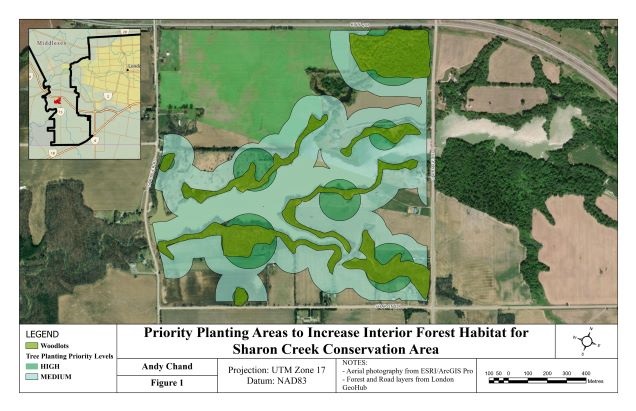 Middlesex
Priority Planting Areas to Increase Interior Forest Habitat for
Sharon Creek Conservation Area
LEGEND
Woodlots
Tree Planting Priority Levels
HIGH
MEDIUM
Andy Chand
Figure 1
Projection: UTM Zone 17
Datum: NAD83
NOTES:
- Aerial photography from ESRI/ArcGIS Pro
- Forest and Road layers from London
GeoHub
100 50 0 100 200 300 400
Metres